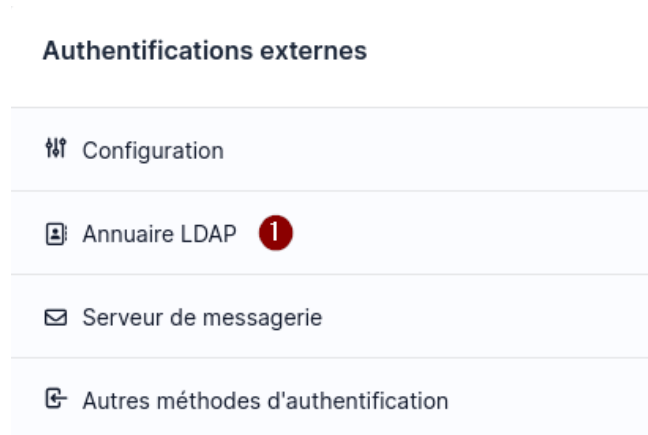 Authentifications externes
Configuration
Annuaire LDAP 1
Serveur de messagerie
Autres méthodes d'authentification